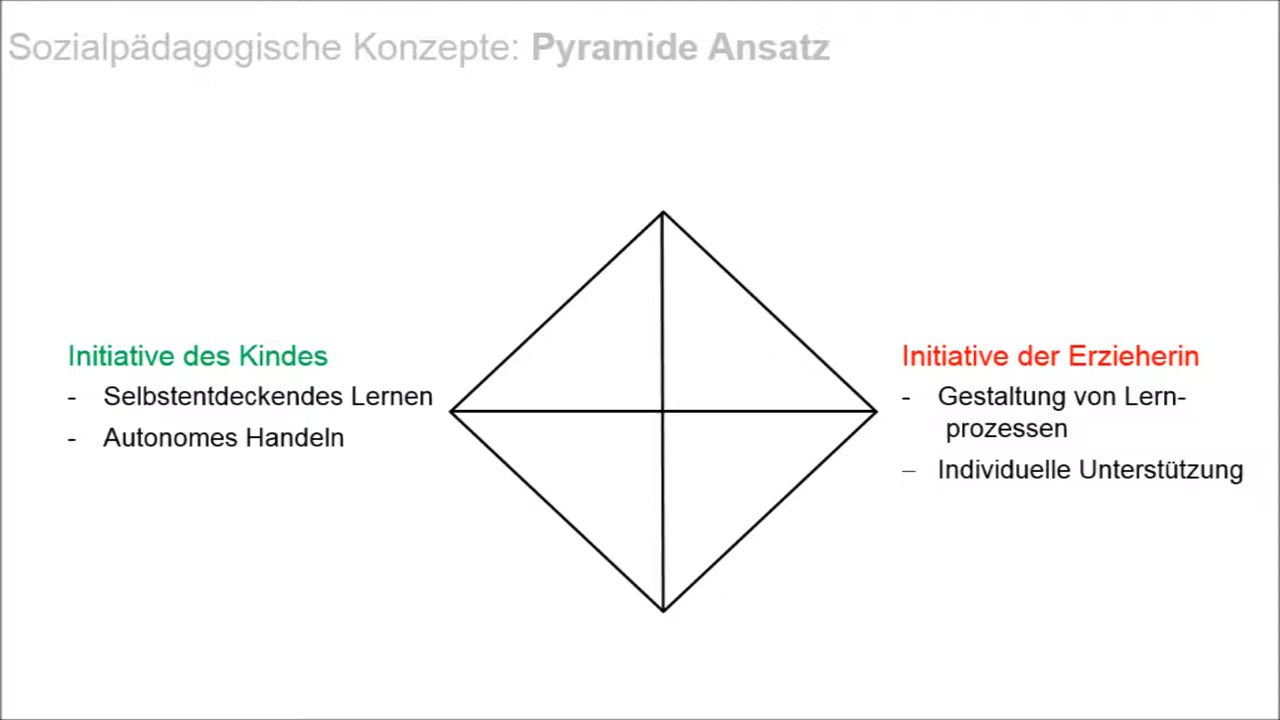 Sozialpädagogische Konzepte: Pyramide Ansatz
Initiative des Kindes
- Selbstentdeckendes Lernen
- Autonomes Handeln
Initiative der Erzieherin
- Gestaltung von Lern-
prozessen
– Individuelle Unterstützung